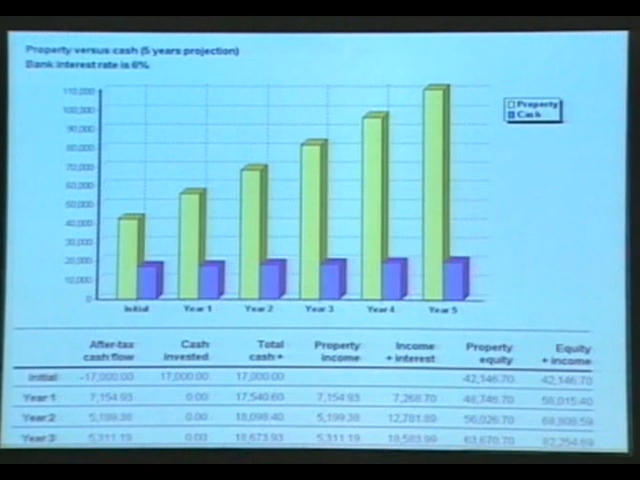 Property versus cash (5 years projection)
Bank interest rate is 6%
110,000
100,000
90,000
80,000
70,000
60,000
50,000
40,000
30,000
20,000
10,000
0
Property
Cash
Initial Year 1 Year 2 Year 3 Year 4 Year 5
After-tax cash flow Cash invested Total cash + Property income Income + interest Property equity Equity + income
Initial -17,000.00 17,000.00 17,000.00 42,146.70 42,146.70
Year 1 7,154.93 0.00 17,540.60 7,154.93 7,268.70 48,746.70 56,015.40
Year 2 5,199.38 0.00 18,098.40 5,199.38 12,781.89 56,026.70 68,808.59
Year 3 5,311.19 0.00 18,673.93 5,311.19 18,583.99 63,670.70 82,254.69